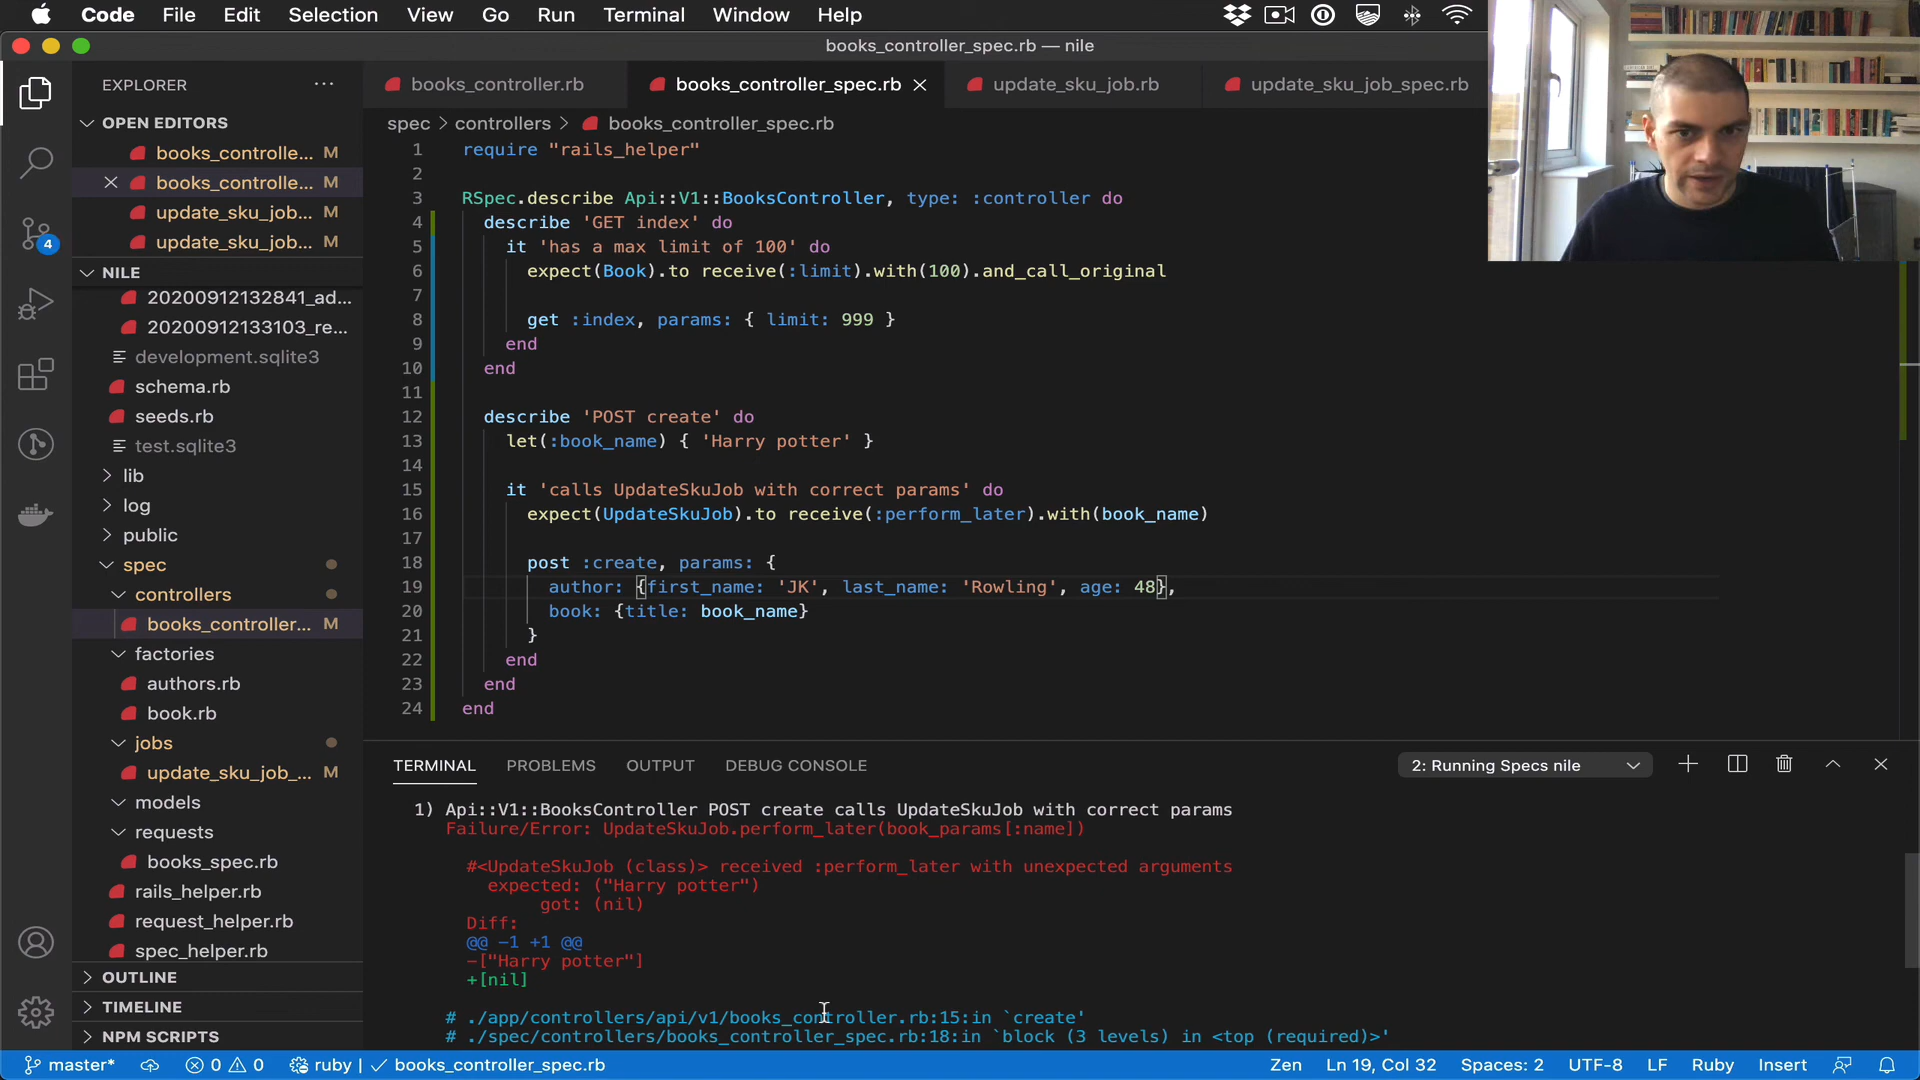 Code File Edit Selection View Go Run Terminal Window Help
books_controller_spec.rb — nile
EXPLORER
OPEN EDITORS
books_controlle... M
books_controlle... M
update_sku_job... M
update_sku_job... M
NILE
20200912132841_ad...
20200912133103_re...
development.sqlite3
schema.rb
seeds.rb
test.sqlite3
lib
log
public
spec
controllers
books_controller... M
factories
authors.rb
book.rb
jobs
update_sku_job_... M
models
requests
books_spec.rb
rails_helper.rb
request_helper.rb
spec_helper.rb
OUTLINE
TIMELINE
NPM SCRIPTS
4
books_controller.rb books_controller_spec.rb update_sku_job.rb update_sku_job_spec.rb
spec > controllers > books_controller_spec.rb
1 require "rails_helper"
2
3 RSpec.describe Api::V1::BooksController, type: :controller do
4 describe 'GET index' do
5 it 'has a max limit of 100' do
6 expect(Book).to receive(:limit).with(100).and_call_original
7
8 get :index, params: { limit: 999 }
9 end
10 end
11
12 describe 'POST create' do
13 let(:book_name) { 'Harry potter' }
14
15 it 'calls UpdateSkuJob with correct params' do
16 expect(UpdateSkuJob).to receive(:perform_later).with(book_name)
17
18 post :create, params: {
19 author: {first_name: 'JK', last_name: 'Rowling', age: 48},
20 book: {title: book_name}
21 }
22 end
23 end
24 end
TERMINAL PROBLEMS OUTPUT DEBUG CONSOLE 2: Running Specs nile
1) Api::V1::BooksController POST create calls UpdateSkuJob with correct params
Failure/Error: UpdateSkuJob.perform_later(book_params[:name])
#<UpdateSkuJob (class)> received :perform_later with unexpected arguments
expected: ("Harry potter")
got: (nil)
Diff:
@@ -1 +1 @@
-["Harry potter"]
+[nil]
# ./app/controllers/api/v1/books_controller.rb:15:in `create'
# ./spec/controllers/books_controller_spec.rb:18:in `block (3 levels) in <top (required)>'
master* 0 0 ruby | books_controller_spec.rb Zen Ln 19, Col 32 Spaces: 2 UTF-8 LF Ruby Insert